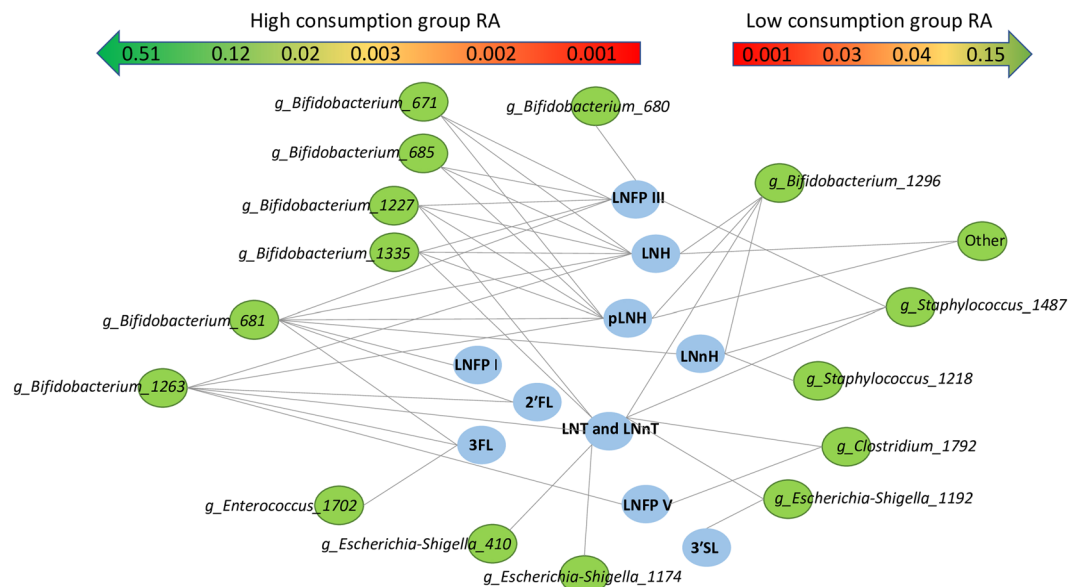 High consumption group RA
Low consumption group RA
0.51 0.12 0.02 0.003 0.002 0.001
0.001 0.03 0.04 0.15
g_Bifidobacterium_671
g_Bifidobacterium_680
g_Bifidobacterium_685
g_Bifidobacterium_1296
LNFP III
g_Bifidobacterium_1227
Other
g_Bifidobacterium_1335
LNH
g_Staphylococcus_1487
g_Bifidobacterium_681
pLNH
LNnH
LNFP I
g_Staphylococcus_1218
g_Bifidobacterium_1263
2’FL
LNT and LNnT
3FL
g_Clostridium_1792
g_Escherichia-Shigella_1192
g_Enterococcus_1702
LNFP V
g_Escherichia-Shigella_410
3’SL
g_Escherichia-Shigella_1174